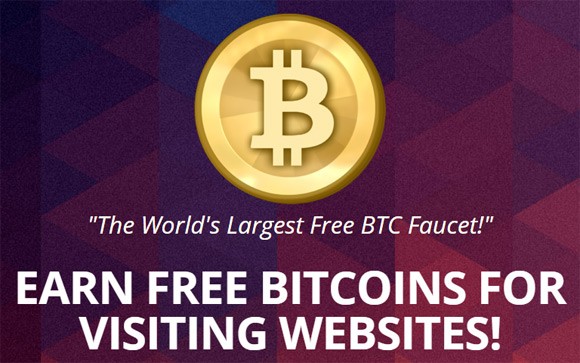 "The World's Largest Free BTC Faucet!"
EARN FREE BITCOINS FOR
VISITING WEBSITES!